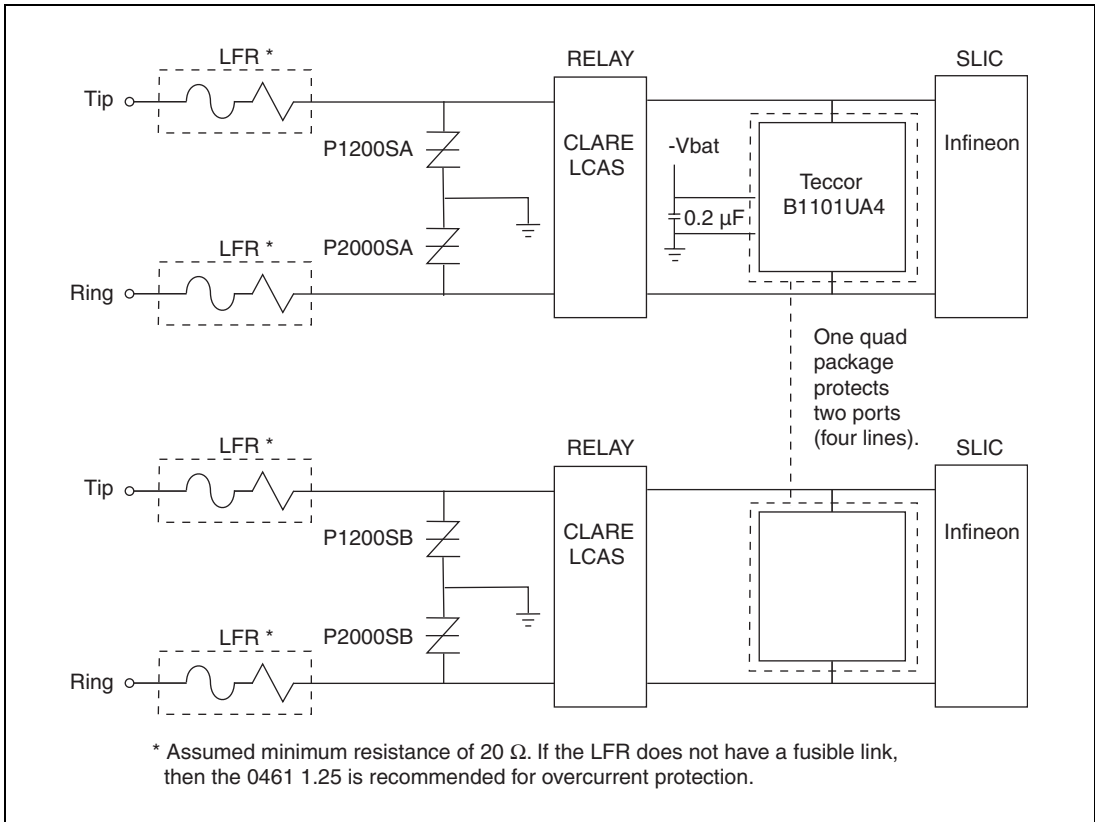 LFR *
RELAY
SLIC
Tip
P1200SA
CLARE
LCAS
-Vbat
0.2 µF
Teccor
B1101UA4
Infineon
P2000SA
LFR *
Ring
One quad
package
protects
two ports
(four lines).
LFR *
RELAY
SLIC
Tip
P1200SB
CLARE
LCAS
Infineon
P2000SB
LFR *
Ring
* Assumed minimum resistance of 20 Ω. If the LFR does not have a fusible link,
then the 0461 1.25 is recommended for overcurrent protection.